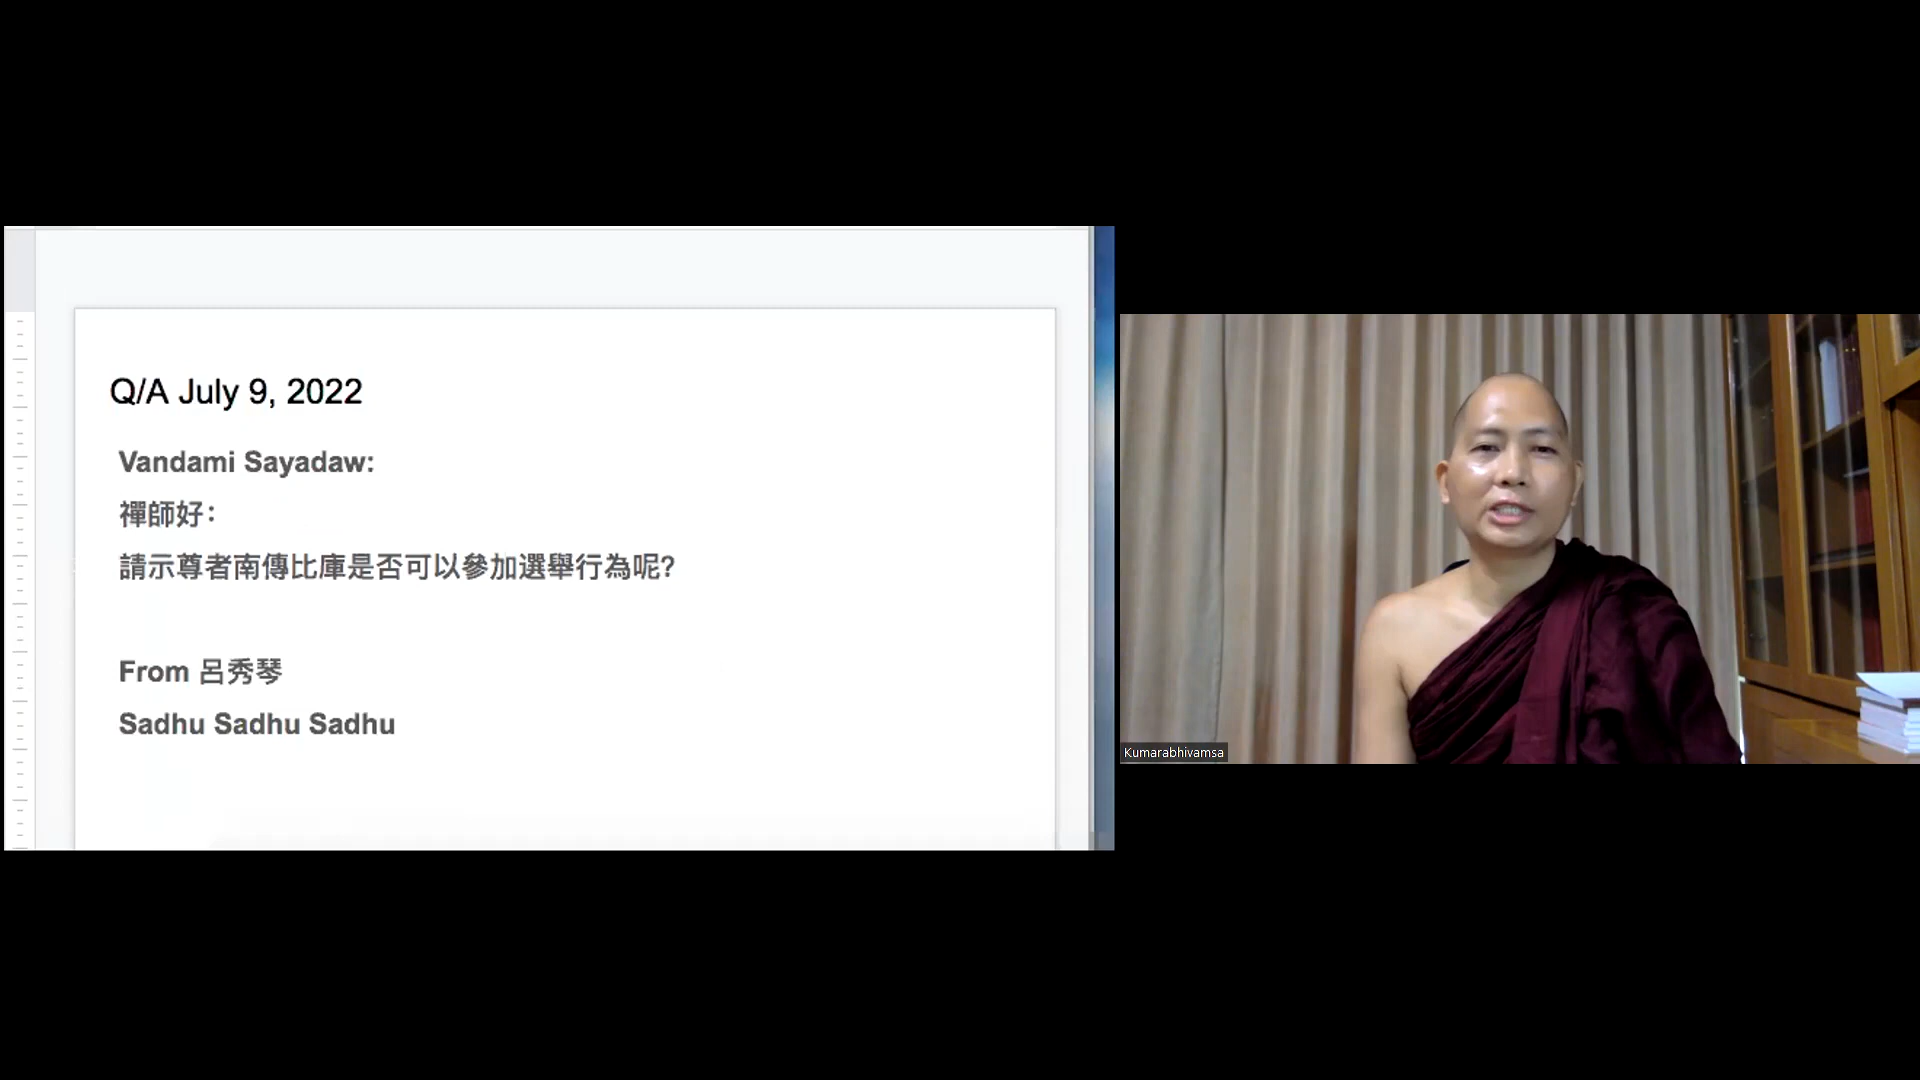 Q/A July 9, 2022
Vandami Sayadaw:
禪師好：
請示尊者南傳比庫是否可以參加選舉行為呢?
From 呂秀琴
Sadhu Sadhu Sadhu
Kumarabhivamsa